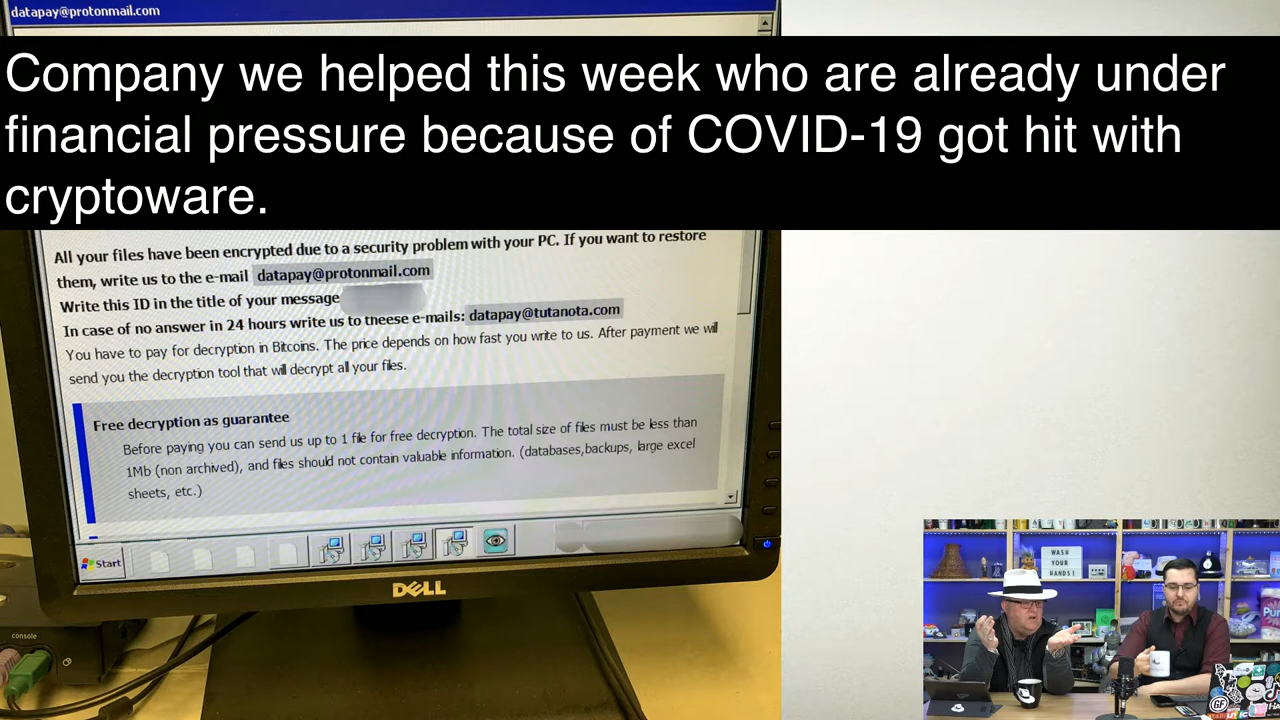 datapay@protonmail.com
Company we helped this week who are already under
financial pressure because of COVID-19 got hit with
cryptoware.
All your files have been encrypted due to a security problem with your PC. If you want to restore
them, write us to the e-mail datapay@protonmail.com
Write this ID in the title of your message
In case of no answer in 24 hours write us to theese e-mails: datapay@tutanota.com
You have to pay for decryption in Bitcoins. The price depends on how fast you write to us. After payment we will
send you the decryption tool that will decrypt all your files.
Free decryption as guarantee
Before paying you can send us up to 1 file for free decryption. The total size of files must be less than
1Mb (non archived), and files should not contain valuable information. (databases,backups, large excel
sheets, etc.)
Start
DELL
console
WASH
YOUR
HANDS!
GF